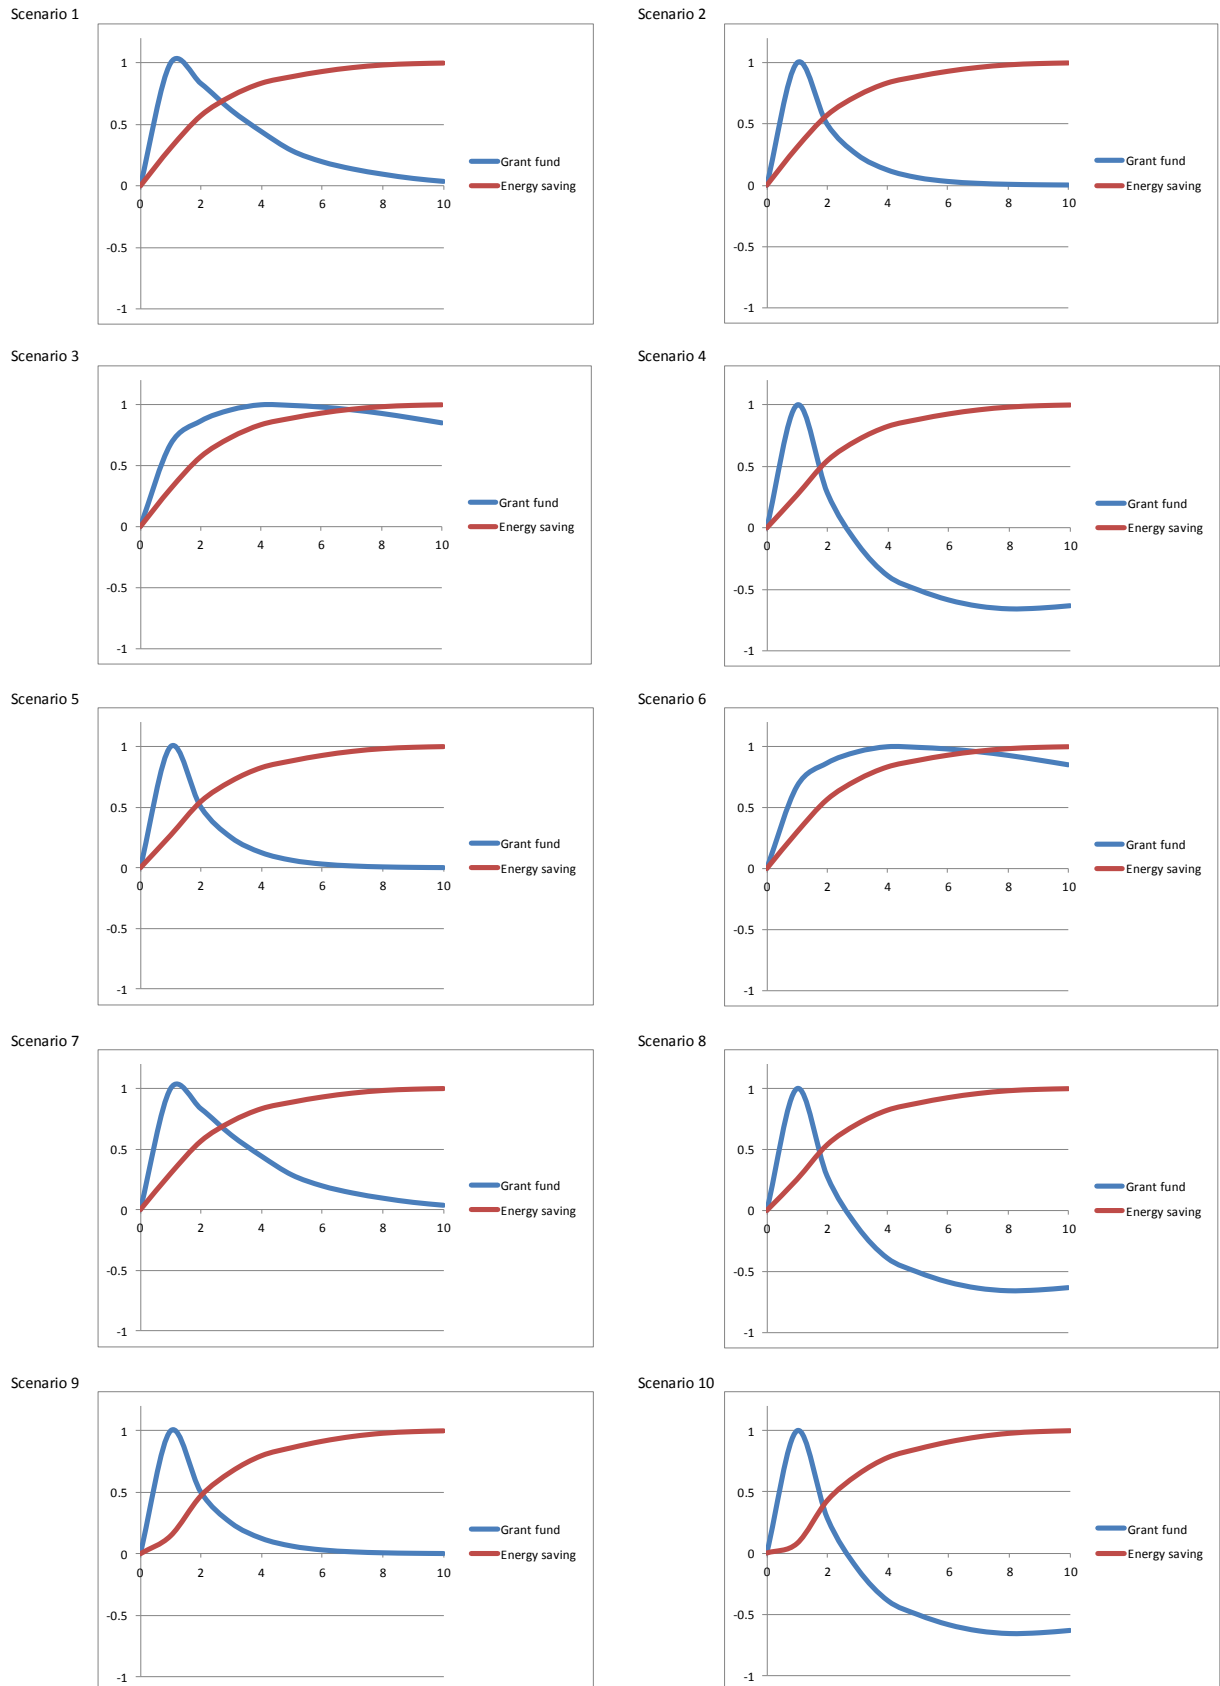 Scenario 1
1
0.5
0
-0.5
-1
0 2 4 6 8 10
Grant fund
Energy saving
Scenario 2
1
0.5
0
-0.5
-1
0 2 4 6 8 10
Grant fund
Energy saving
Scenario 3
1
0.5
0
-0.5
-1
0 2 4 6 8 10
Grant fund
Energy saving
Scenario 4
1
0.5
0
-0.5
-1
0 2 4 6 8 10
Grant fund
Energy saving
Scenario 5
1
0.5
0
-0.5
-1
0 2 4 6 8 10
Grant fund
Energy saving
Scenario 6
1
0.5
0
-0.5
-1
0 2 4 6 8 10
Grant fund
Energy saving
Scenario 7
1
0.5
0
-0.5
-1
0 2 4 6 8 10
Grant fund
Energy saving
Scenario 8
1
0.5
0
-0.5
-1
0 2 4 6 8 10
Grant fund
Energy saving
Scenario 9
1
0.5
0
-0.5
-1
0 2 4 6 8 10
Grant fund
Energy saving
Scenario 10
1
0.5
0
-0.5
-1
0 2 4 6 8 10
Grant fund
Energy saving